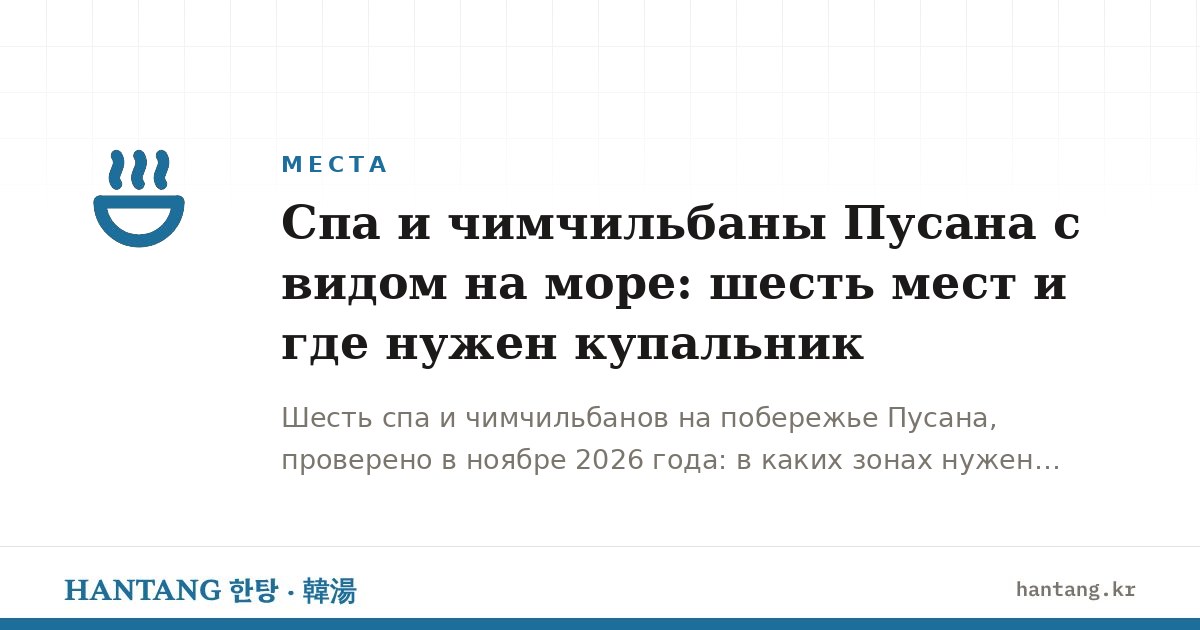 МЕСТА
Спа и чимчильбаны Пусана с
видом на море: шесть мест и
где нужен купальник
Шесть спа и чимчильбанов на побережье Пусана,
проверено в ноябре 2026 года: в каких зонах нужен…
HANTANG 한탕 · 韓湯
hantang.kr